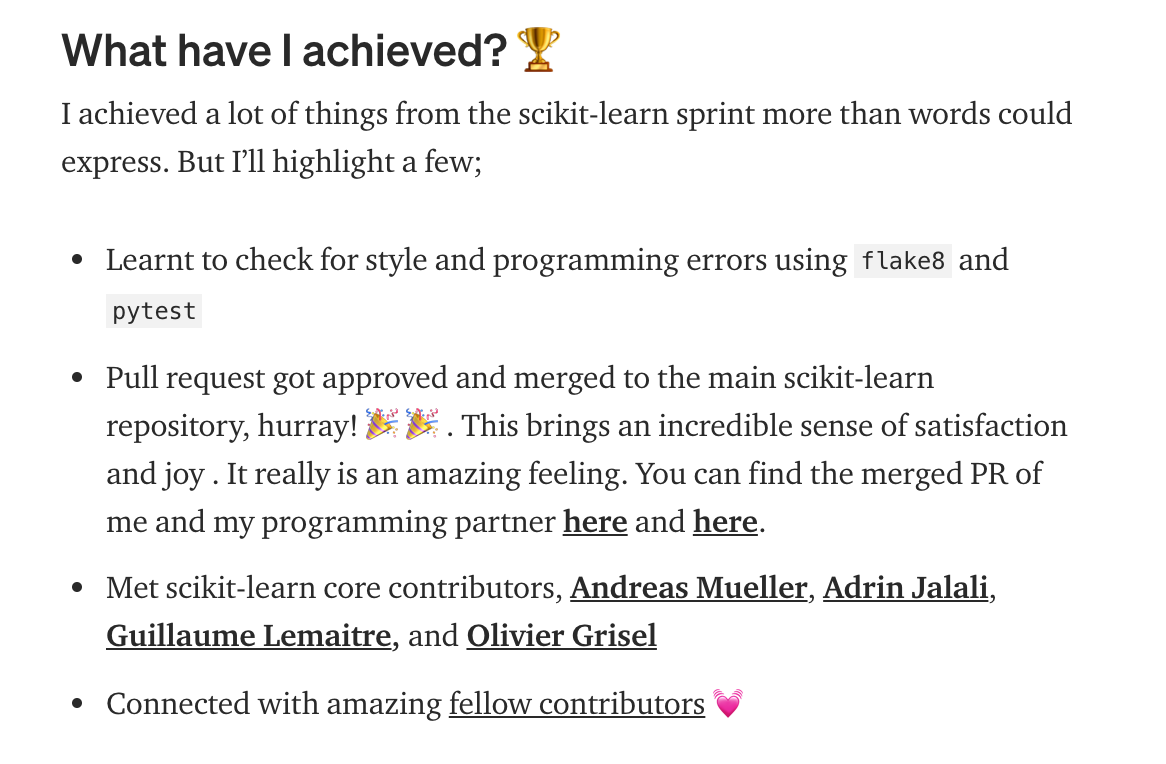 What have I achieved? 🏆
I achieved a lot of things from the scikit-learn sprint more than words could
express. But I’ll highlight a few;
• Learnt to check for style and programming errors using flake8 and
pytest
• Pull request got approved and merged to the main scikit-learn
repository, hurray! 🎉 🎉 . This brings an incredible sense of satisfaction
and joy . It really is an amazing feeling. You can find the merged PR of
me and my programming partner here and here.
• Met scikit-learn core contributors, Andreas Mueller, Adrin Jalali,
Guillaume Lemaitre, and Olivier Grisel
• Connected with amazing fellow contributors 💓